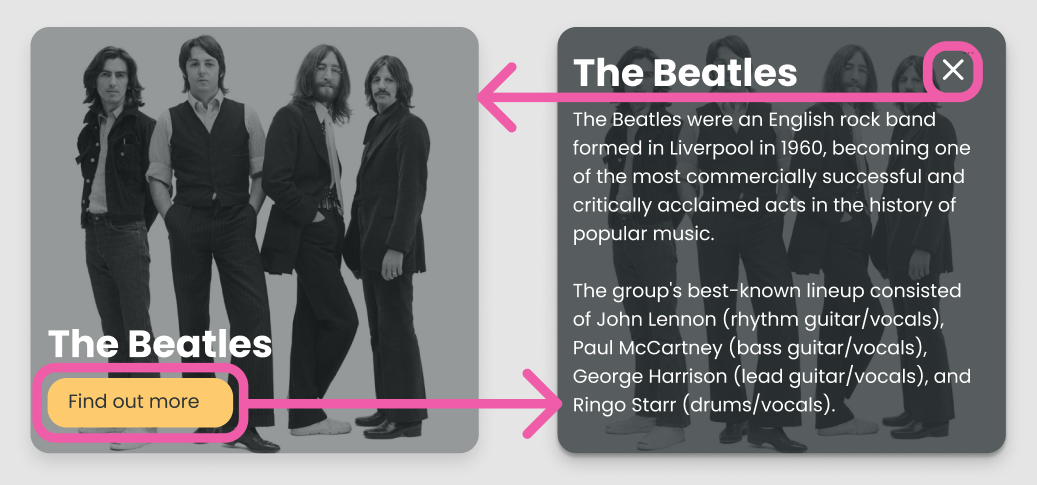 The Beatles
Find out more
The Beatles
The Beatles were an English rock band
formed in Liverpool in 1960, becoming one
of the most commercially successful and
critically acclaimed acts in the history of
popular music.
The group's best-known lineup consisted
of John Lennon (rhythm guitar/vocals),
Paul McCartney (bass guitar/vocals),
George Harrison (lead guitar/vocals), and
Ringo Starr (drums/vocals).